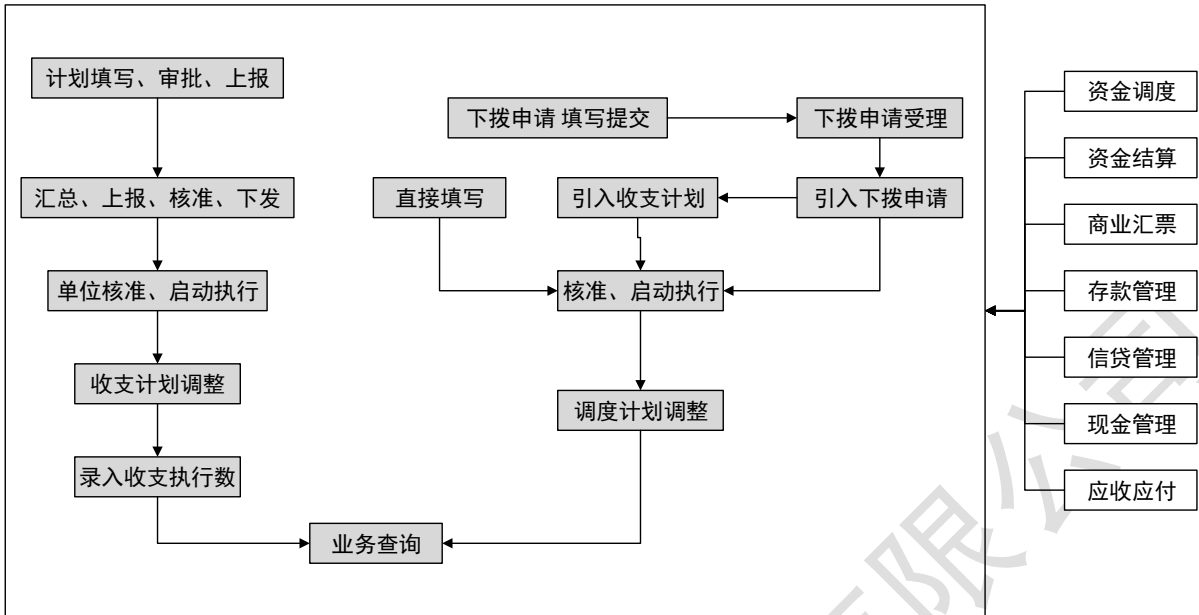 计划填写、审批、上报
下拨申请 填写提交
下拨申请受理
汇总、上报、核准、下发
直接填写
引入收支计划
引入下拨申请
单位核准、启动执行
核准、启动执行
收支计划调整
调度计划调整
录入收支执行数
业务查询
资金调度
资金结算
商业汇票
存款管理
信贷管理
现金管理
应收应付
有限公司